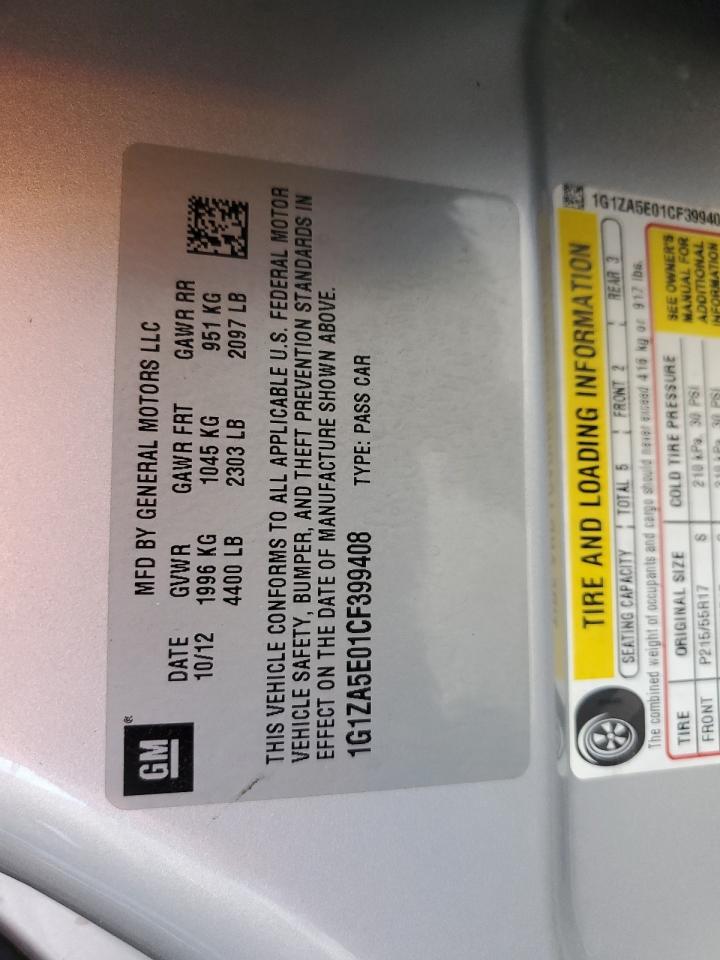 GM ®
MFD BY GENERAL MOTORS LLC
DATE GVWR GAWR FRT GAWR RR
10/12 1996 KG 1045 KG 951 KG
4400 LB 2303 LB 2097 LB
THIS VEHICLE CONFORMS TO ALL APPLICABLE U.S. FEDERAL MOTOR
VEHICLE SAFETY, BUMPER, AND THEFT PREVENTION STANDARDS IN
EFFECT ON THE DATE OF MANUFACTURE SHOWN ABOVE.
1G1ZA5E01CF399408 TYPE: PASS CAR
1G1ZA5E01CF39940
TIRE AND LOADING INFORMATION
SEATING CAPACITY TOTAL 5 FRONT 2 REAR 3
The combined weight of occupants and cargo should never exceed 416 kg or 917 lbs.
TIRE ORIGINAL SIZE COLD TIRE PRESSURE
FRONT P215/55R17 S 210 kPa, 30 PSI
SEE OWNER'S
MANUAL FOR
ADDITIONAL
INFORMATION